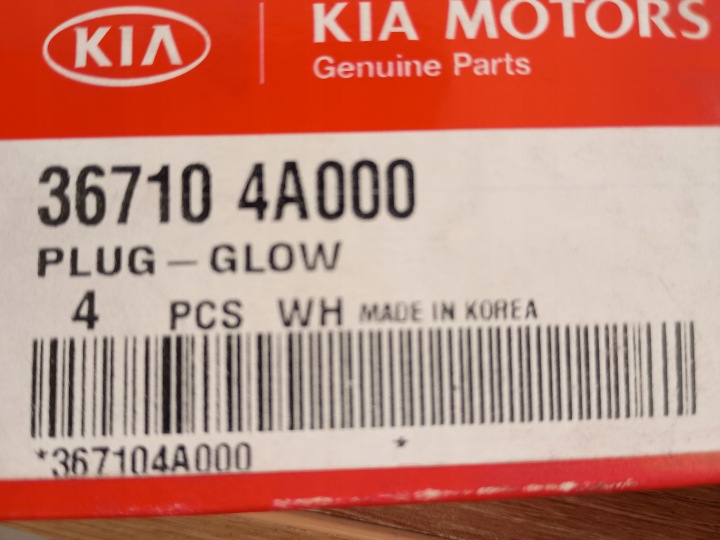 KIA
KIA MOTORS
Genuine Parts
36710 4A000
PLUG – GLOW
4 PCS WH MADE IN KOREA
*367104A000 *